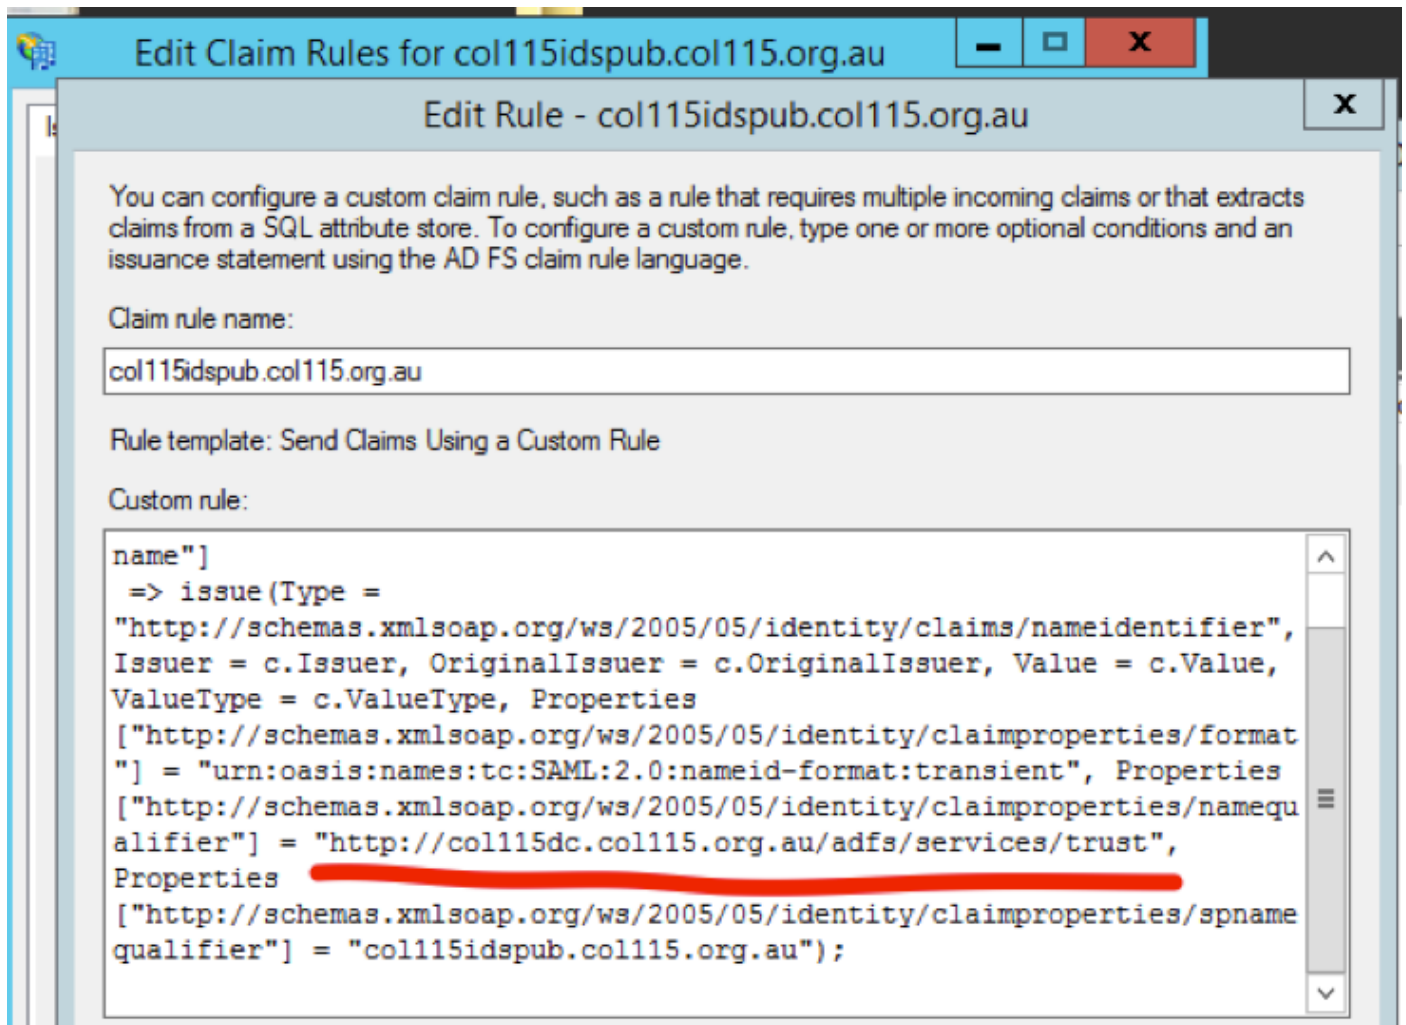 Edit Claim Rules for col115idspub.col115.org.au
Edit Rule - col115idspub.col115.org.au
You can configure a custom claim rule, such as a rule that requires multiple incoming claims or that extracts
claims from a SQL attribute store. To configure a custom rule, type one or more optional conditions and an
issuance statement using the AD FS claim rule language.
Claim rule name:
col115idspub.col115.org.au
Rule template: Send Claims Using a Custom Rule
Custom rule:
name"]
=> issue(Type =
"http://schemas.xmlsoap.org/ws/2005/05/identity/claims/nameidentifier",
Issuer = c.Issuer, OriginalIssuer = c.OriginalIssuer, Value = c.Value,
ValueType = c.ValueType, Properties
["http://schemas.xmlsoap.org/ws/2005/05/identity/claimproperties/format
"] = "urn:oasis:names:tc:SAML:2.0:nameid-format:transient", Properties
["http://schemas.xmlsoap.org/ws/2005/05/identity/claimproperties/namequ
alifier"] = "http://col115dc.col115.org.au/adfs/services/trust",
Properties
["http://schemas.xmlsoap.org/ws/2005/05/identity/claimproperties/spname
qualifier"] = "col115idspub.col115.org.au");